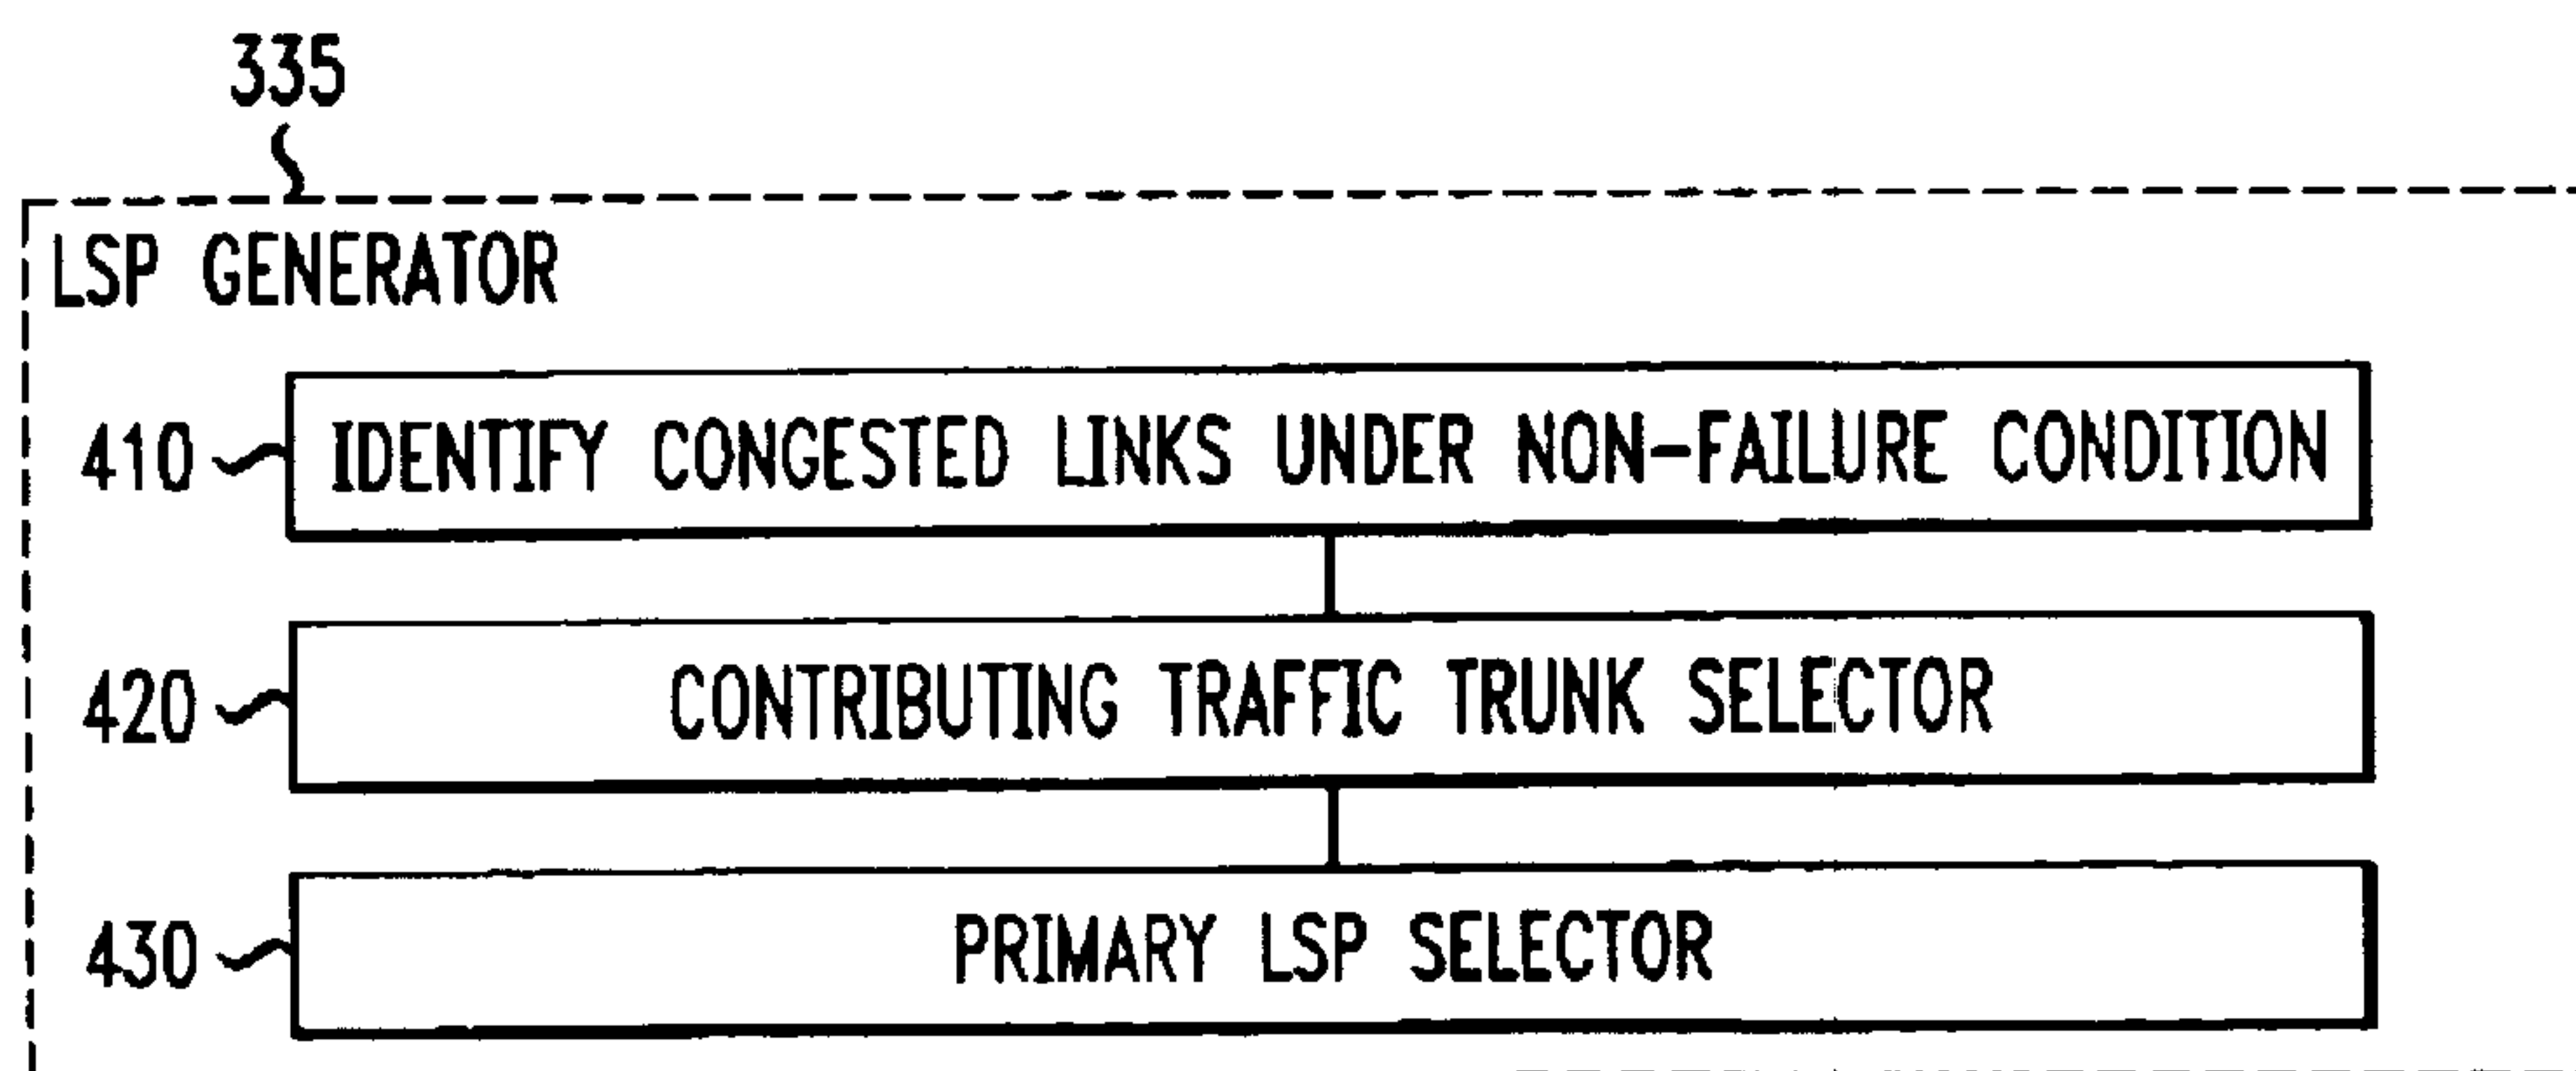 335
LSP GENERATOR
410 IDENTIFY CONGESTED LINKS UNDER NON-FAILURE CONDITION
420 CONTRIBUTING TRAFFIC TRUNK SELECTOR
430 PRIMARY LSP SELECTOR